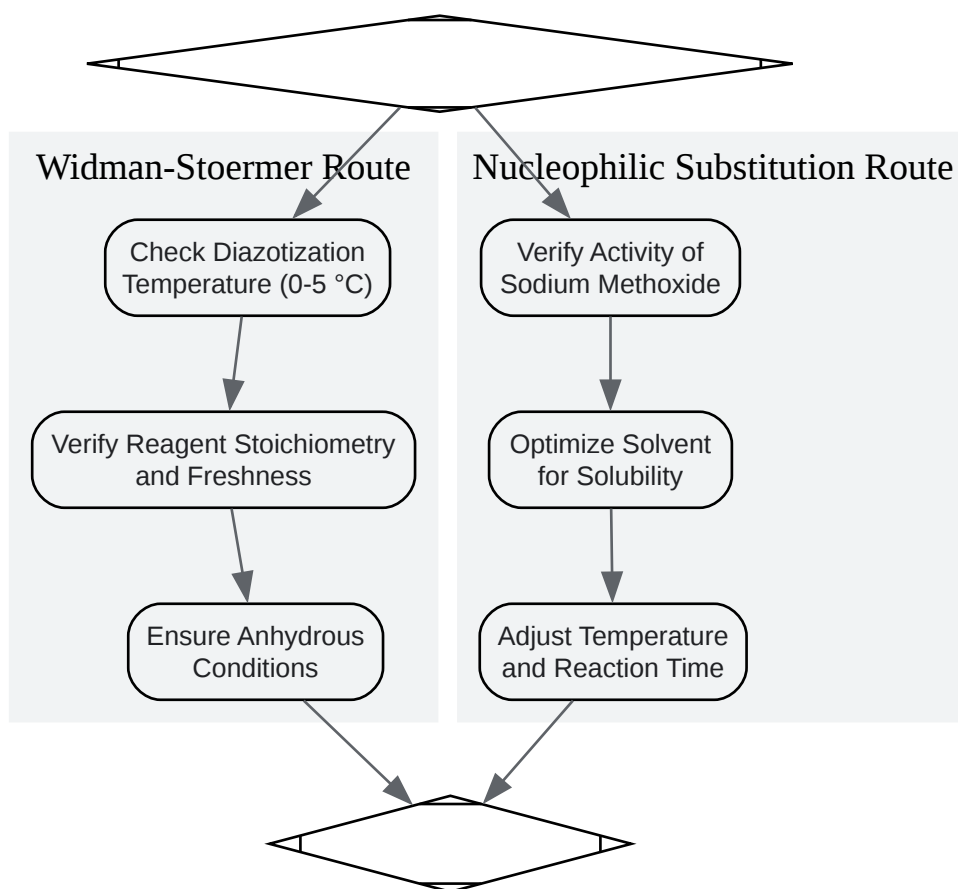 Widman-Stoermer Route
Check Diazotization
Temperature (0-5 °C)
Verify Reagent Stoichiometry
and Freshness
Ensure Anhydrous
Conditions
Nucleophilic Substitution Route
Verify Activity of
Sodium Methoxide
Optimize Solvent
for Solubility
Adjust Temperature
and Reaction Time